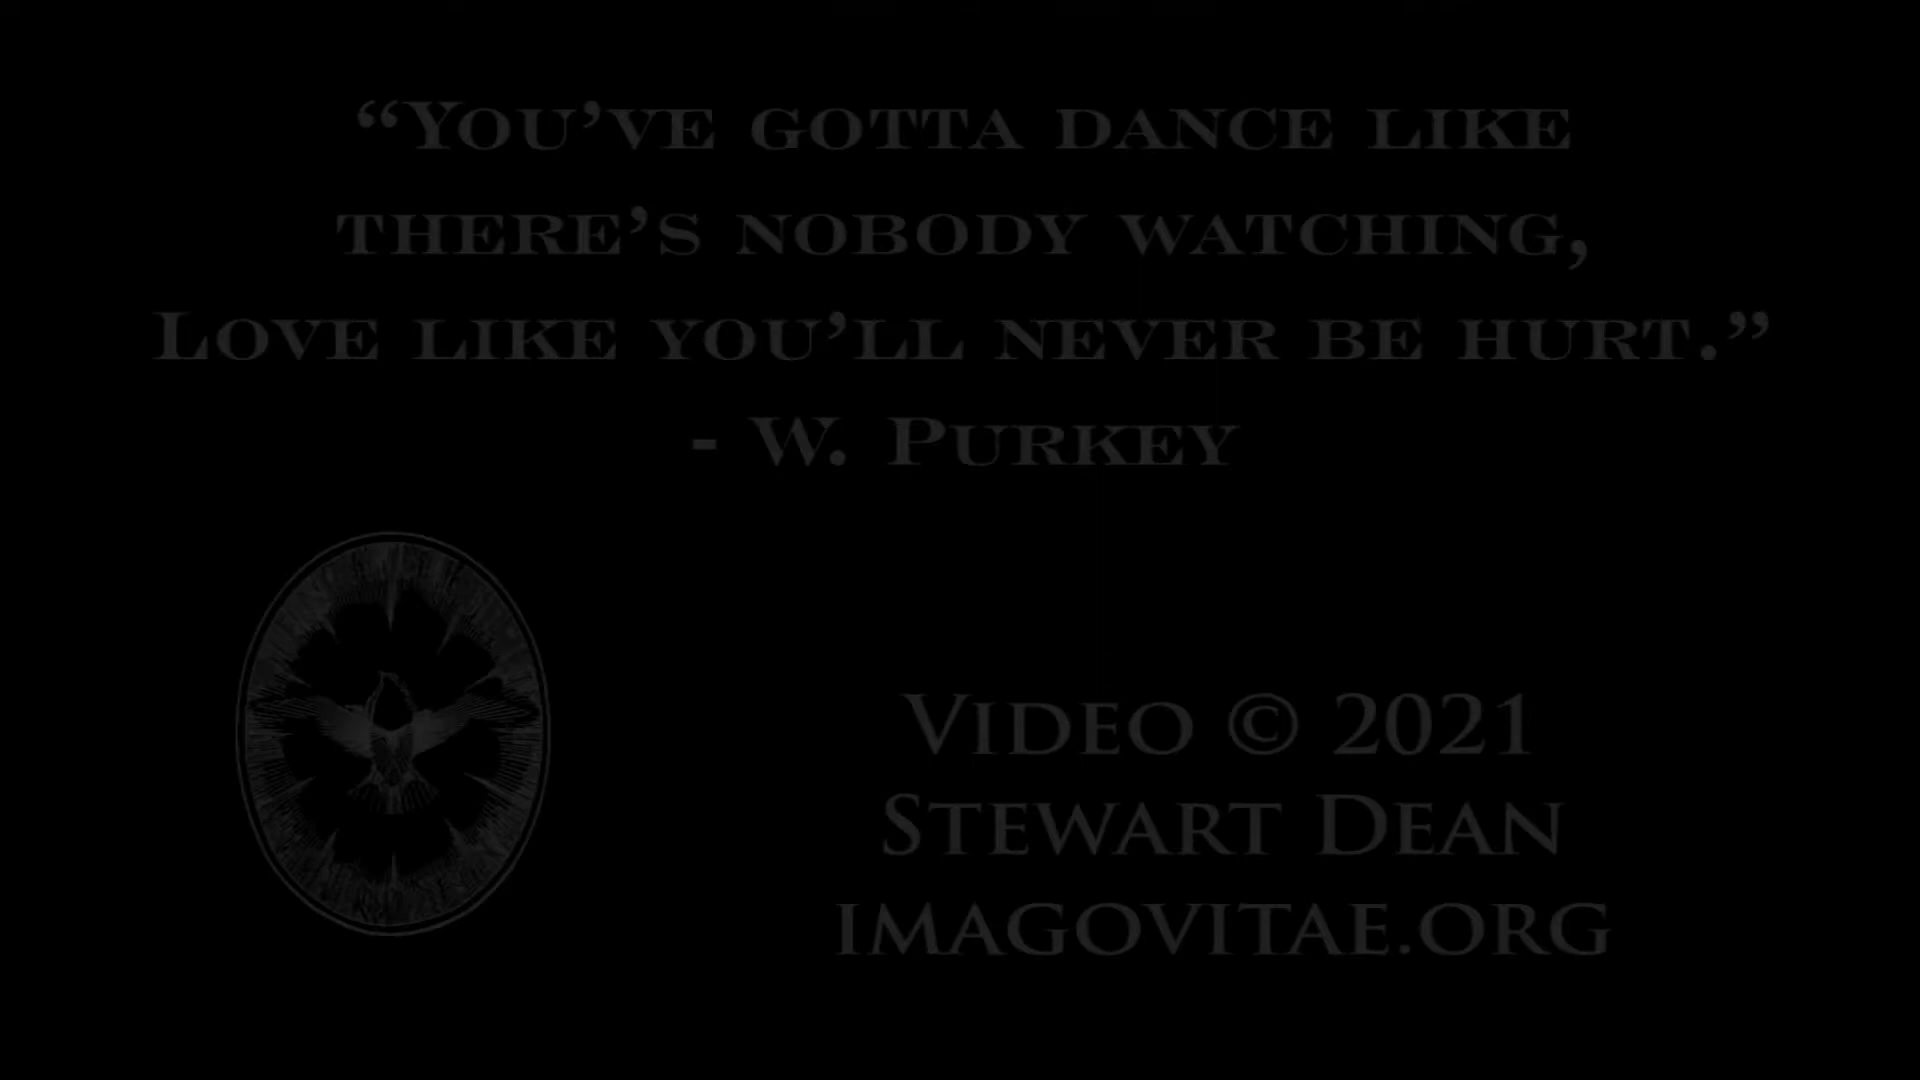 “You’ve gotta dance like
there’s nobody watching,
Love like you’ll never be hurt.”
- W. Purkey
Video © 2021
Stewart Dean
imagovitae.org